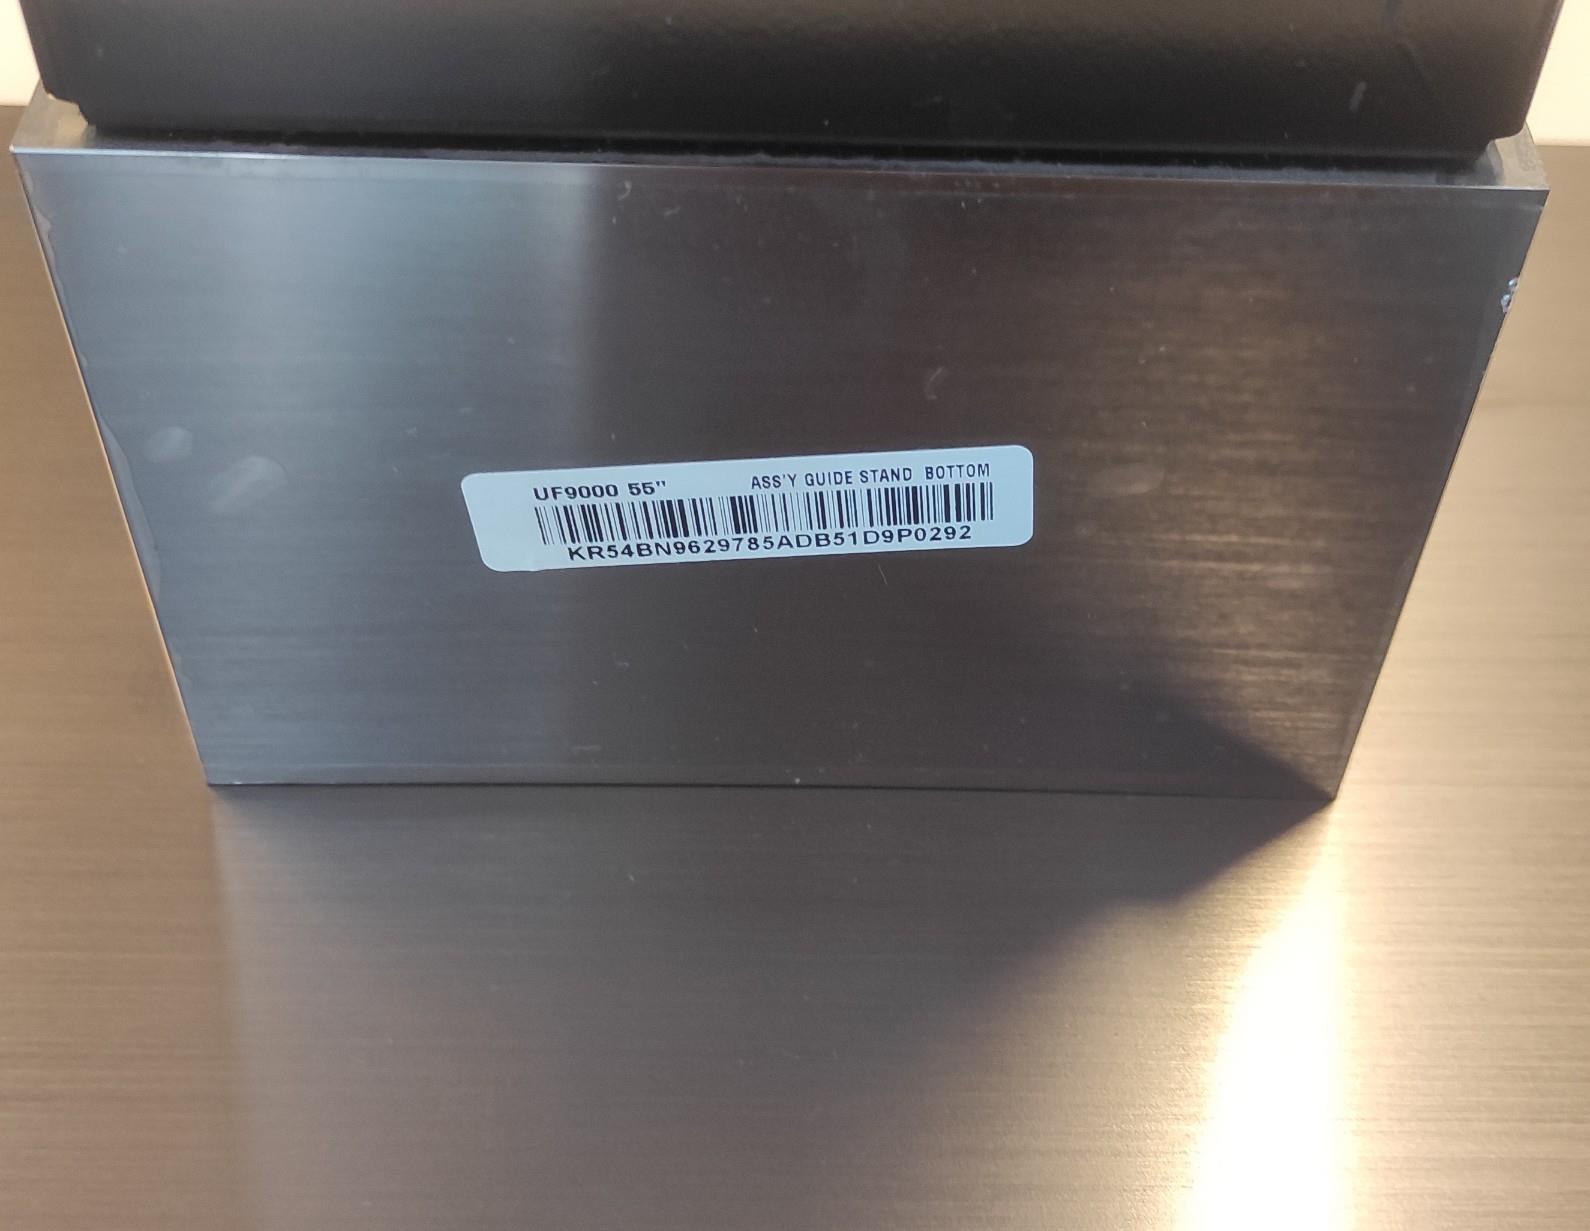 UF9000 55" ASS'Y GUIDE STAND BOTTOM
KR54BN9629785ADB51D9P0292